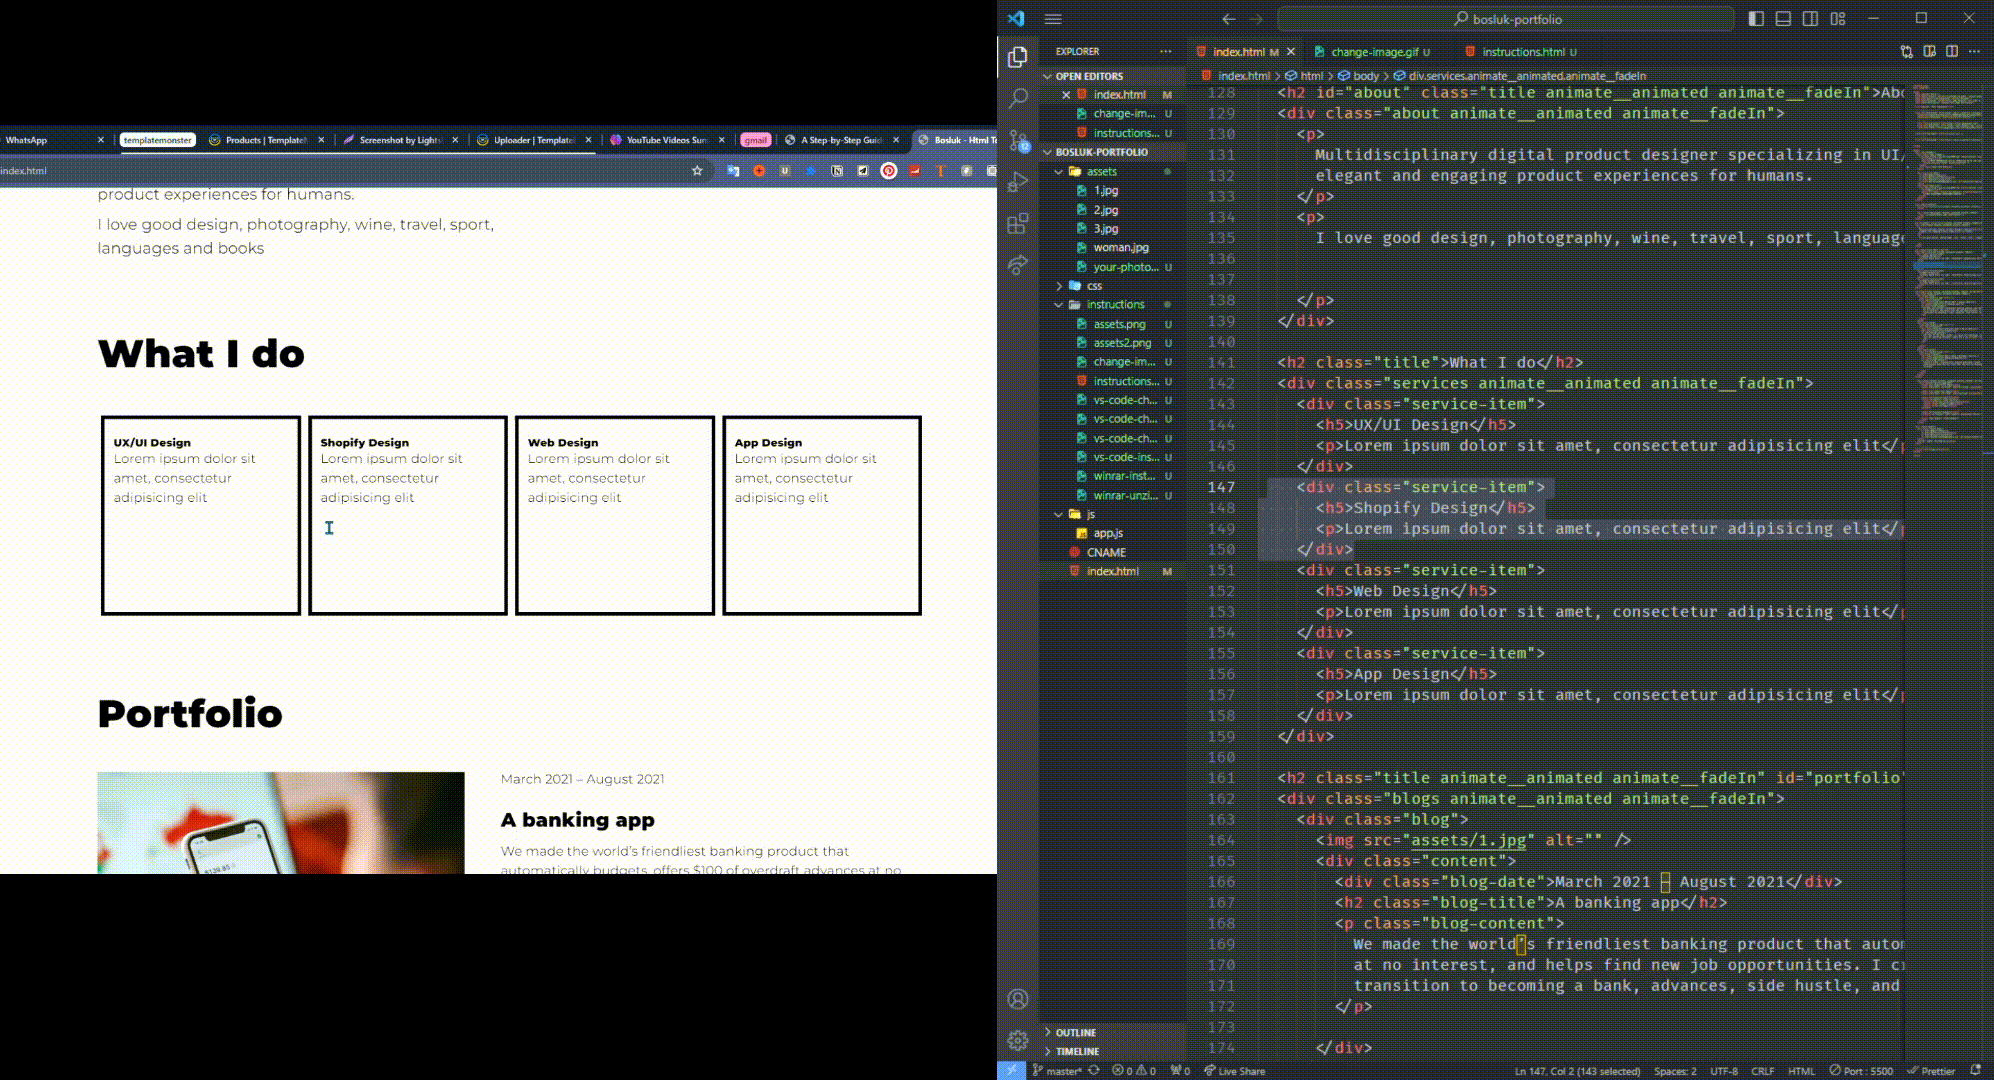 WhatsApp
templatemonster
Products | Template
Screenshot by Lights
Uploader | Template
YouTube Videos Sum
gmail
A Step-by-Step Guid
Bosluk - Html Te
index.html
product experiences for humans.
I love good design, photography, wine, travel, sport,
languages and books
What I do
UX/UI Design
Lorem ipsum dolor sit
amet, consectetur
adipisicing elit
Shopify Design
Lorem ipsum dolor sit
amet, consectetur
adipisicing elit
Web Design
Lorem ipsum dolor sit
amet, consectetur
adipisicing elit
App Design
Lorem ipsum dolor sit
amet, consectetur
adipisicing elit
Portfolio
March 2021 – August 2021
A banking app
We made the world's friendliest banking product that
automatically budgets, offers $100 of overdraft advances at no
bosluk-portfolio
EXPLORER
OPEN EDITORS
index.html M
change-im... U
instructions... U
BOSLUK-PORTFOLIO
assets
1.jpg
2.jpg
3.jpg
woman.jpg
your-photo... U
css
instructions
assets.png U
assets2.png U
change-im... U
instructions... U
vs-code-ch... U
vs-code-ch... U
vs-code-ch... U
vs-code-ins... U
winrar-inst... U
winrar-unzi... U
js
app.js
CNAME
index.html M
OUTLINE
TIMELINE
index.html M
change-image.gif U
instructions.html U
index.html > html > body > div.services.animate__animated.animate__fadeIn
128 <h2 id="about" class="title animate__animated animate__fadeIn">Abo
129 <div class="about animate__animated animate__fadeIn">
130 <p>
131 Multidisciplinary digital product designer specializing in UI/
132 elegant and engaging product experiences for humans.
133 </p>
134 <p>
135 I love good design, photography, wine, travel, sport, language
136
137
138 </p>
139 </div>
140
141 <h2 class="title">What I do</h2>
142 <div class="services animate__animated animate__fadeIn">
143 <div class="service-item">
144 <h5>UX/UI Design</h5>
145 <p>Lorem ipsum dolor sit amet, consectetur adipisicing elit</p
146 </div>
147 <div class="service-item">
148 <h5>Shopify Design</h5>
149 <p>Lorem ipsum dolor sit amet, consectetur adipisicing elit</p
150 </div>
151 <div class="service-item">
152 <h5>Web Design</h5>
153 <p>Lorem ipsum dolor sit amet, consectetur adipisicing elit</p
154 </div>
155 <div class="service-item">
156 <h5>App Design</h5>
157 <p>Lorem ipsum dolor sit amet, consectetur adipisicing elit</p
158 </div>
159 </div>
160
161 <h2 class="title animate__animated animate__fadeIn" id="portfolio"
162 <div class="blogs animate__animated animate__fadeIn">
163 <div class="blog">
164 <img src="assets/1.jpg" alt="" />
165 <div class="content">
166 <div class="blog-date">March 2021 – August 2021</div>
167 <h2 class="blog-title">A banking app</h2>
168 <p class="blog-content">
169 We made the world’s friendliest banking product that autom
170 at no interest, and helps find new job opportunities. I cr
171 transition to becoming a bank, advances, side hustle, and
172 </p>
173
174 </div>
master* 0 0 0 Live Share
Ln 147, Col 2 (143 selected) Spaces: 2 UTF-8 CRLF HTML Port : 5500 Prettier